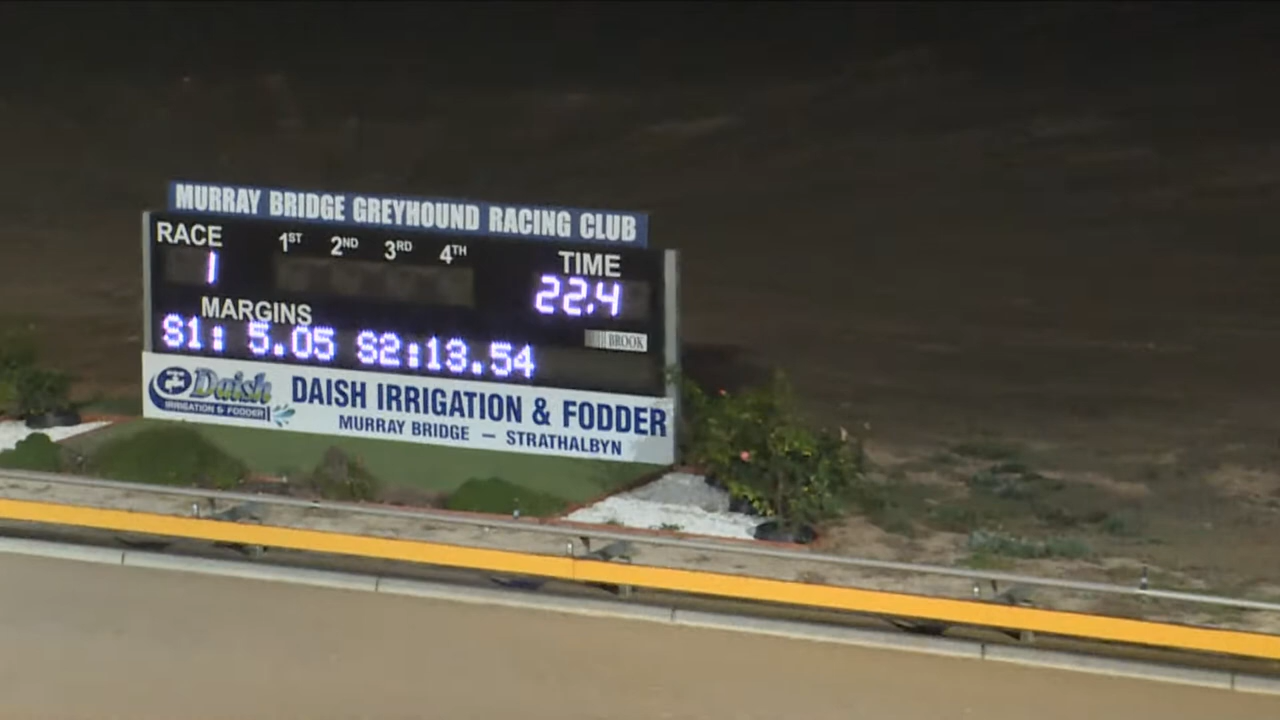 MURRAY BRIDGE GREYHOUND RACING CLUB
RACE 1ST 2ND 3RD 4TH TIME
1 22.4
MARGINS
S1: 5.05 S2:13.54
BROOK
Daish
IRRIGATION & FODDER
DAISH IRRIGATION & FODDER
MURRAY BRIDGE — STRATHALBYN